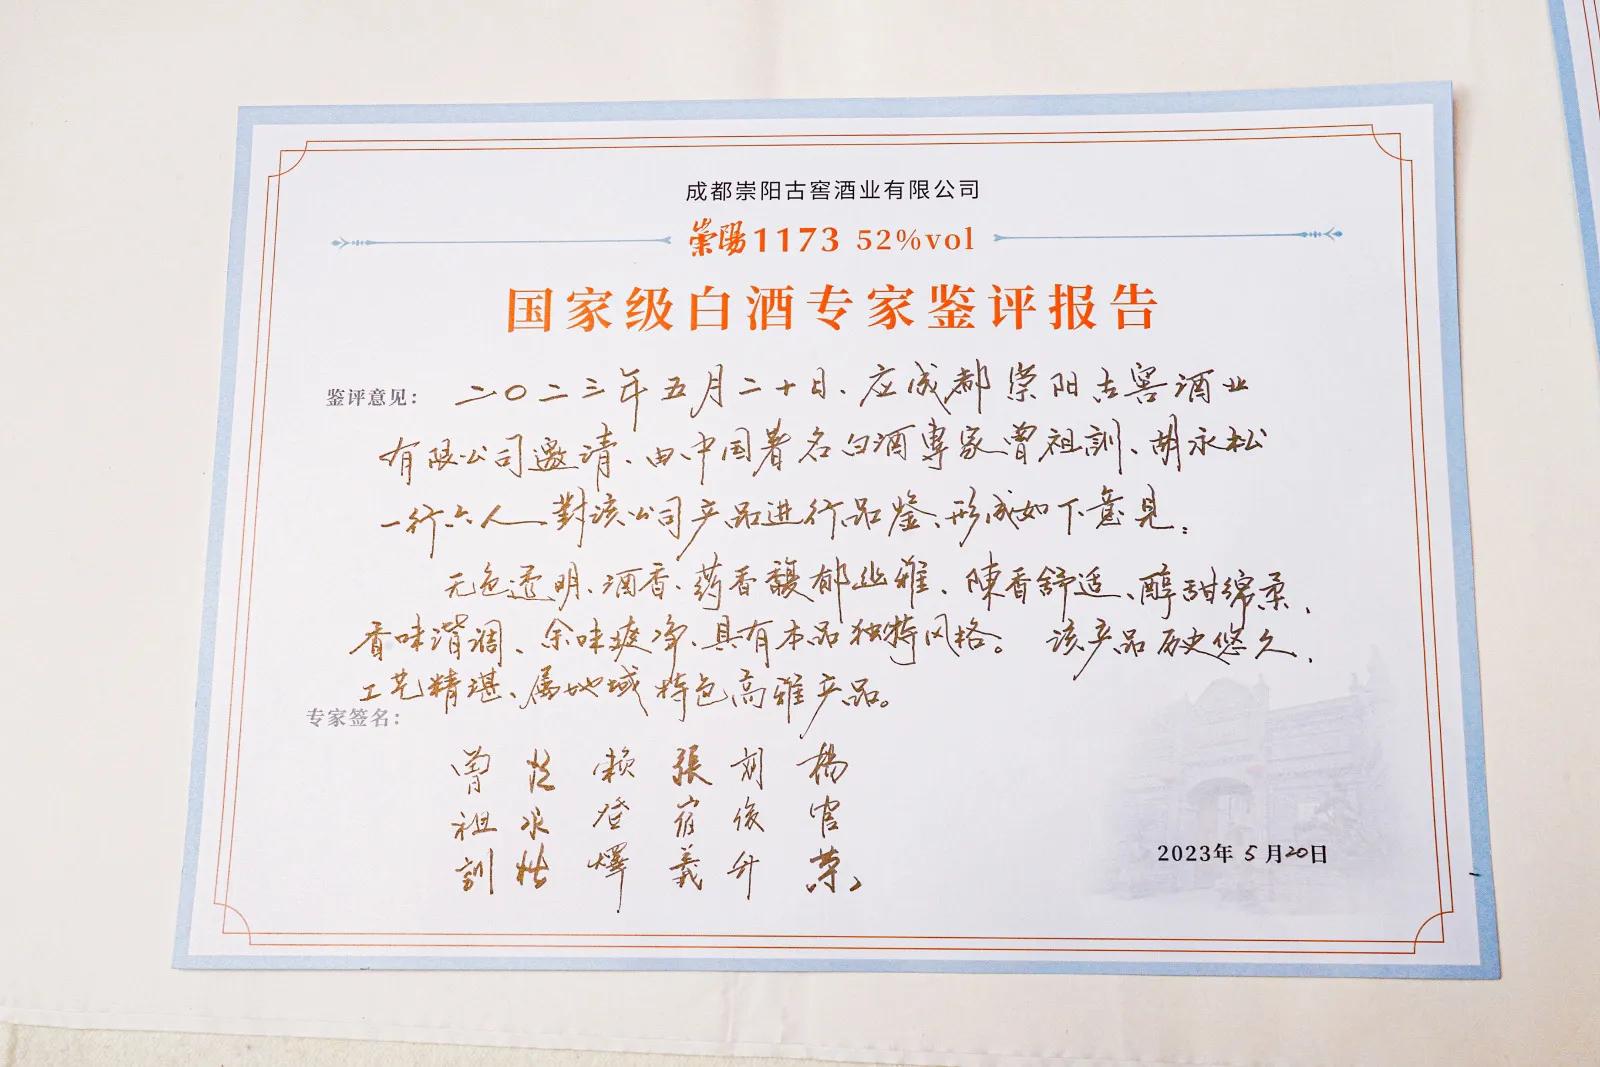 成都崇阳古窖酒业有限公司
崇陽1173 52%vol
国家级白酒专家鉴评报告
鉴评意见：二〇二三年五月二十日、应成都崇阳古窖酒业
有限公司邀请、由中国著名白酒專家曾祖訓、胡永松
一行六人、對该公司产品进行品鉴、形成如下意见：
无色透明、酒香、药香馥郁幽雅、陳香舒适、醇甜绵柔、
香味谐调、余味爽净、具有本品独特风格。该产品历史悠久、
工艺精湛、属地域特色高雅产品。
专家签名：
曾祖訓
胡永松
赖登燡
張宿義
刘俊升
杨官荣
2023年5月20日